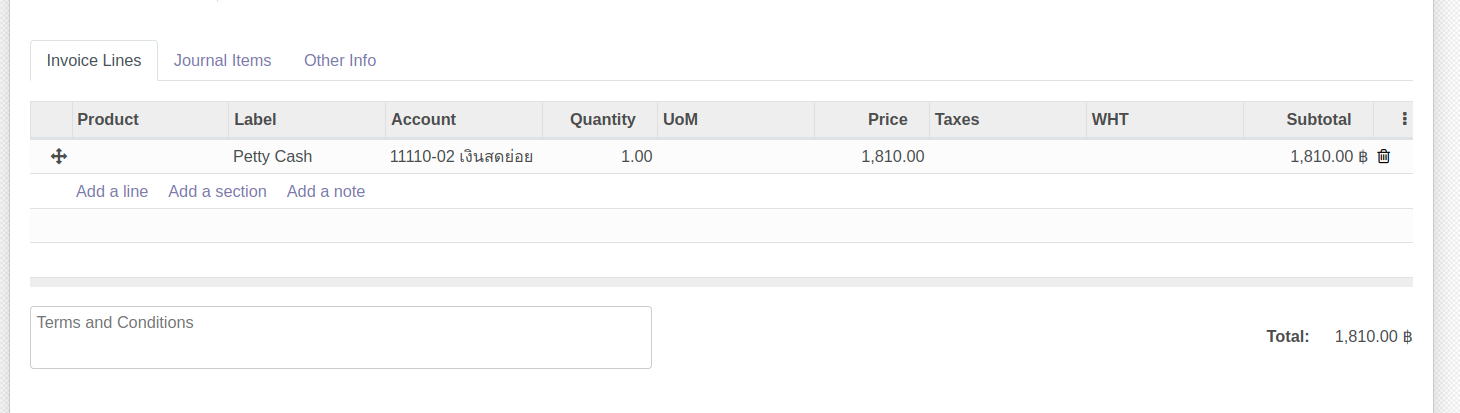 Invoice Lines Journal Items Other Info
Product Label Account Quantity UoM Price Taxes WHT Subtotal
Petty Cash 11110-02 เงินสดย่อย 1.00 1,810.00 1,810.00 ฿
Add a line Add a section Add a note
Terms and Conditions
Total: 1,810.00 ฿